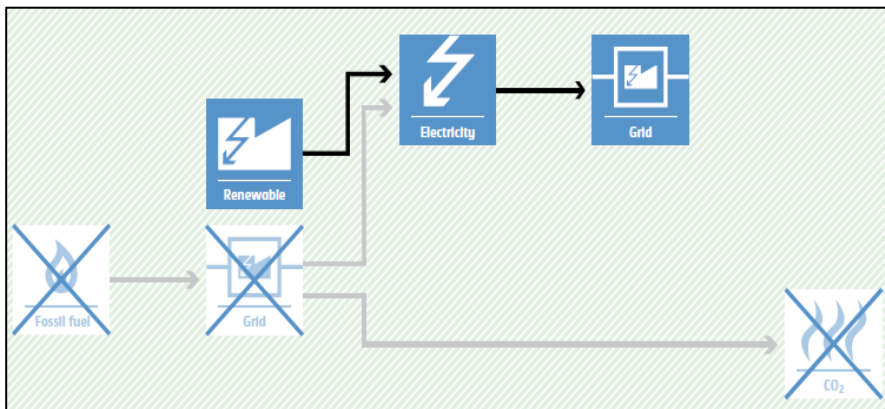 Electricity
Grid
Renewable
Fossil fuel
Grid
CO₂